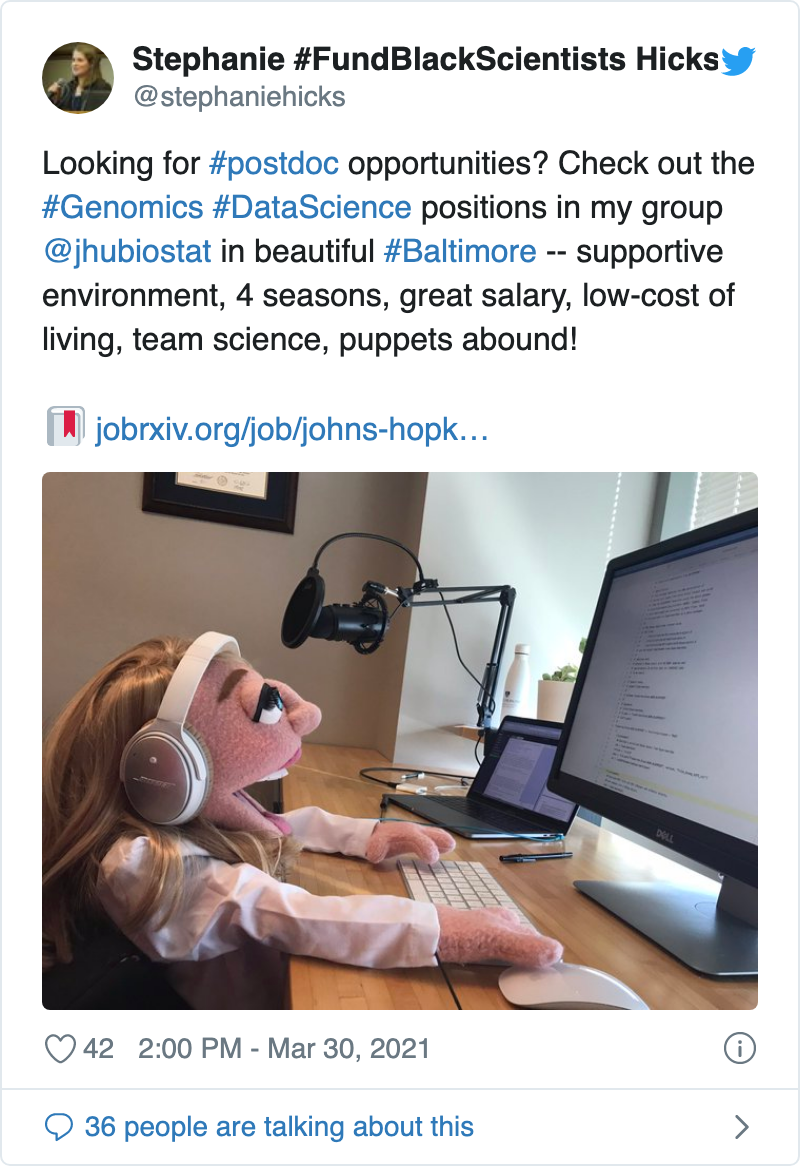 Stephanie #FundBlackScientists Hicks
@stephaniehicks
Looking for #postdoc opportunities? Check out the
#Genomics #DataScience positions in my group
@jhubiostat in beautiful #Baltimore -- supportive
environment, 4 seasons, great salary, low-cost of
living, team science, puppets abound!
jobrxiv.org/job/johns-hopk…
DELL
42 2:00 PM - Mar 30, 2021
36 people are talking about this